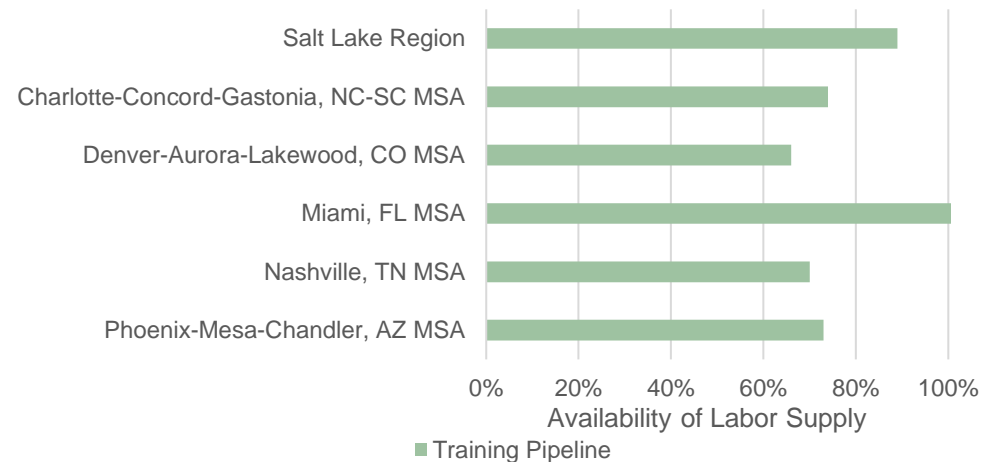 Salt Lake Region
Charlotte-Concord-Gastonia, NC-SC MSA
Denver-Aurora-Lakewood, CO MSA
Miami, FL MSA
Nashville, TN MSA
Phoenix-Mesa-Chandler, AZ MSA
0% 20% 40% 60% 80% 100%
Availability of Labor Supply
Training Pipeline